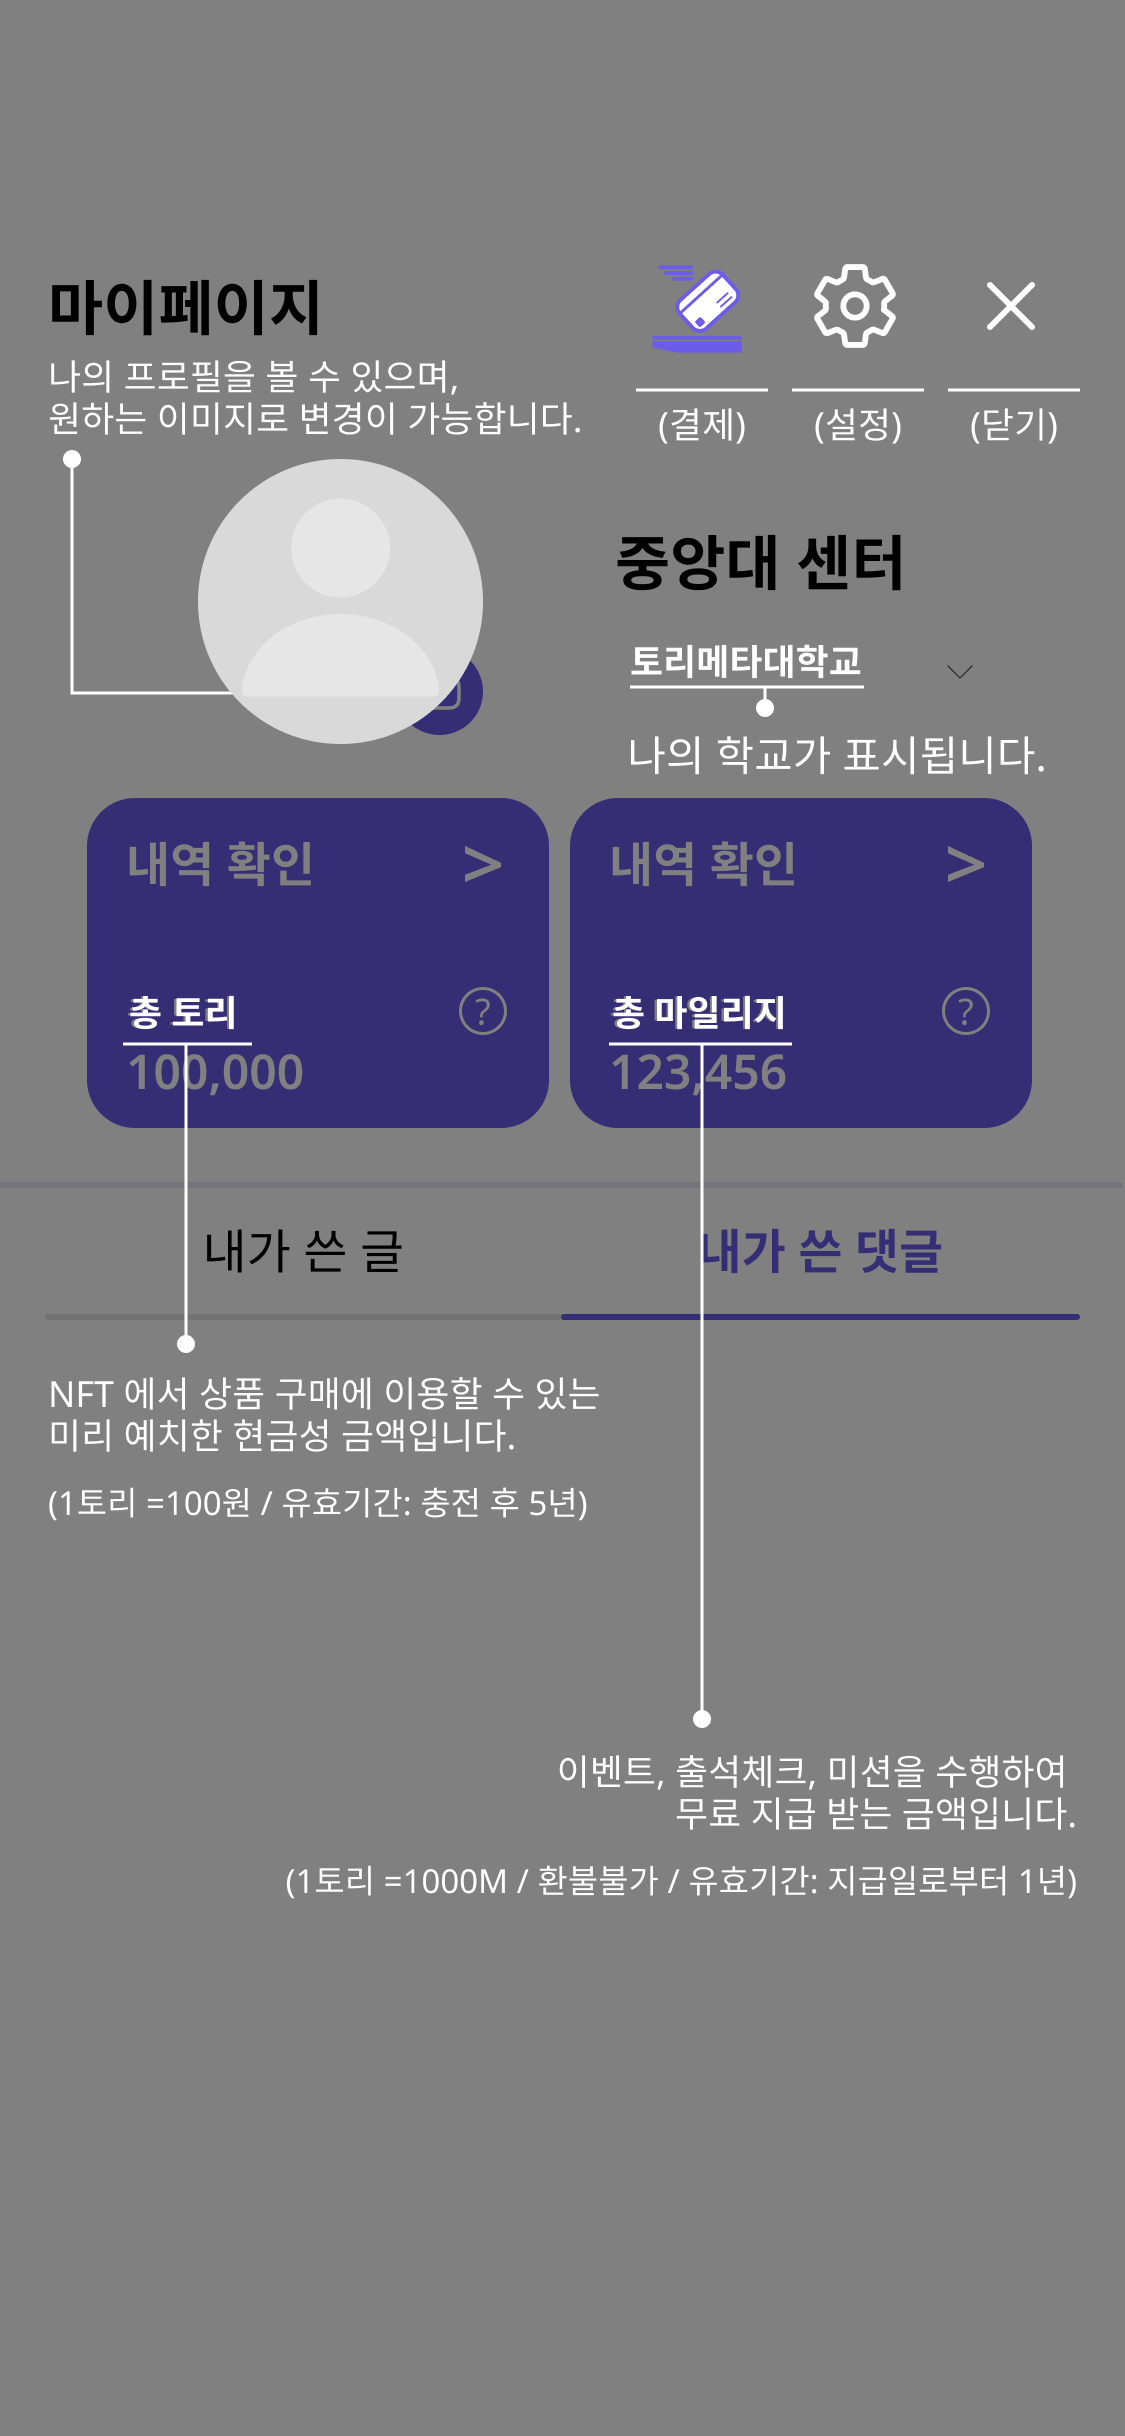 마이페이지
나의 프로필을 볼 수 있으며,
원하는 이미지로 변경이 가능합니다.
(결제) (설정) (닫기)
중앙대 센터
토리메타대학교
나의 학교가 표시됩니다.
내역 확인 > 내역 확인 >
총 토리 ? 총 마일리지 ?
100,000 123,456
내가 쓴 글 내가 쓴 댓글
NFT 에서 상품 구매에 이용할 수 있는
미리 예치한 현금성 금액입니다.
(1토리 =100원 / 유효기간: 충전 후 5년)
이벤트, 출석체크, 미션을 수행하여
무료 지급 받는 금액입니다.
(1토리 =1000M / 환불불가 / 유효기간: 지급일로부터 1년)